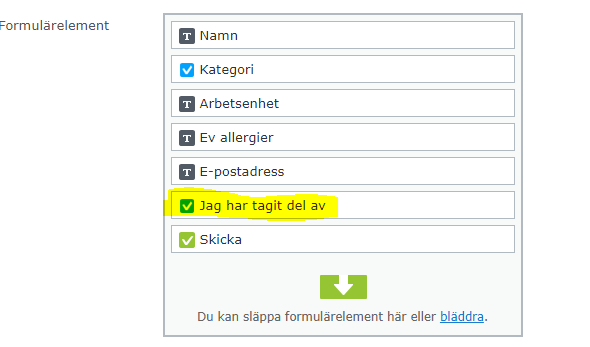 Formulärelement
Namn
Kategori
Arbetsenhet
Ev allergier
E-postadress
Jag har tagit del av
Skicka
Du kan släppa formulärelement här eller bläddra.